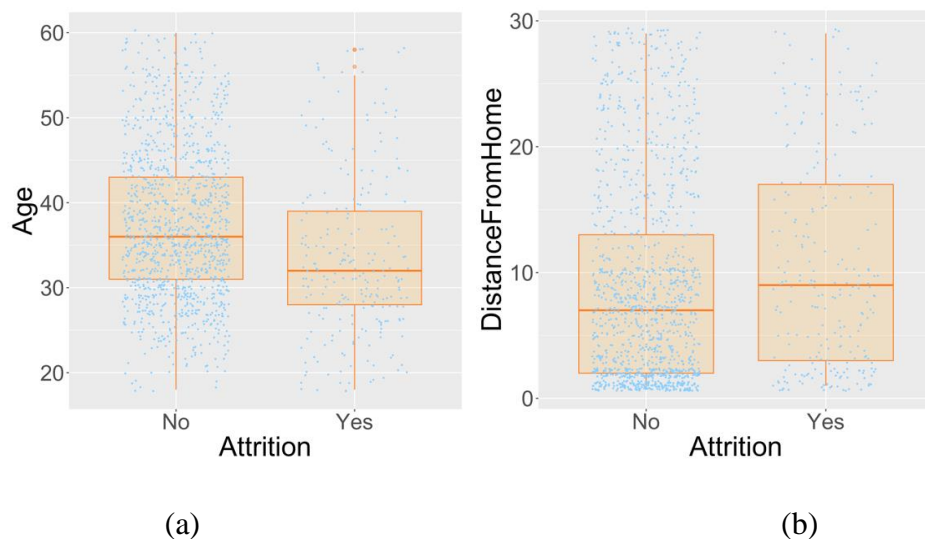 Age
60
50
40
30
20
No
Yes
Attrition
(a)
DistanceFromHome
30
20
10
0
No
Yes
Attrition
(b)